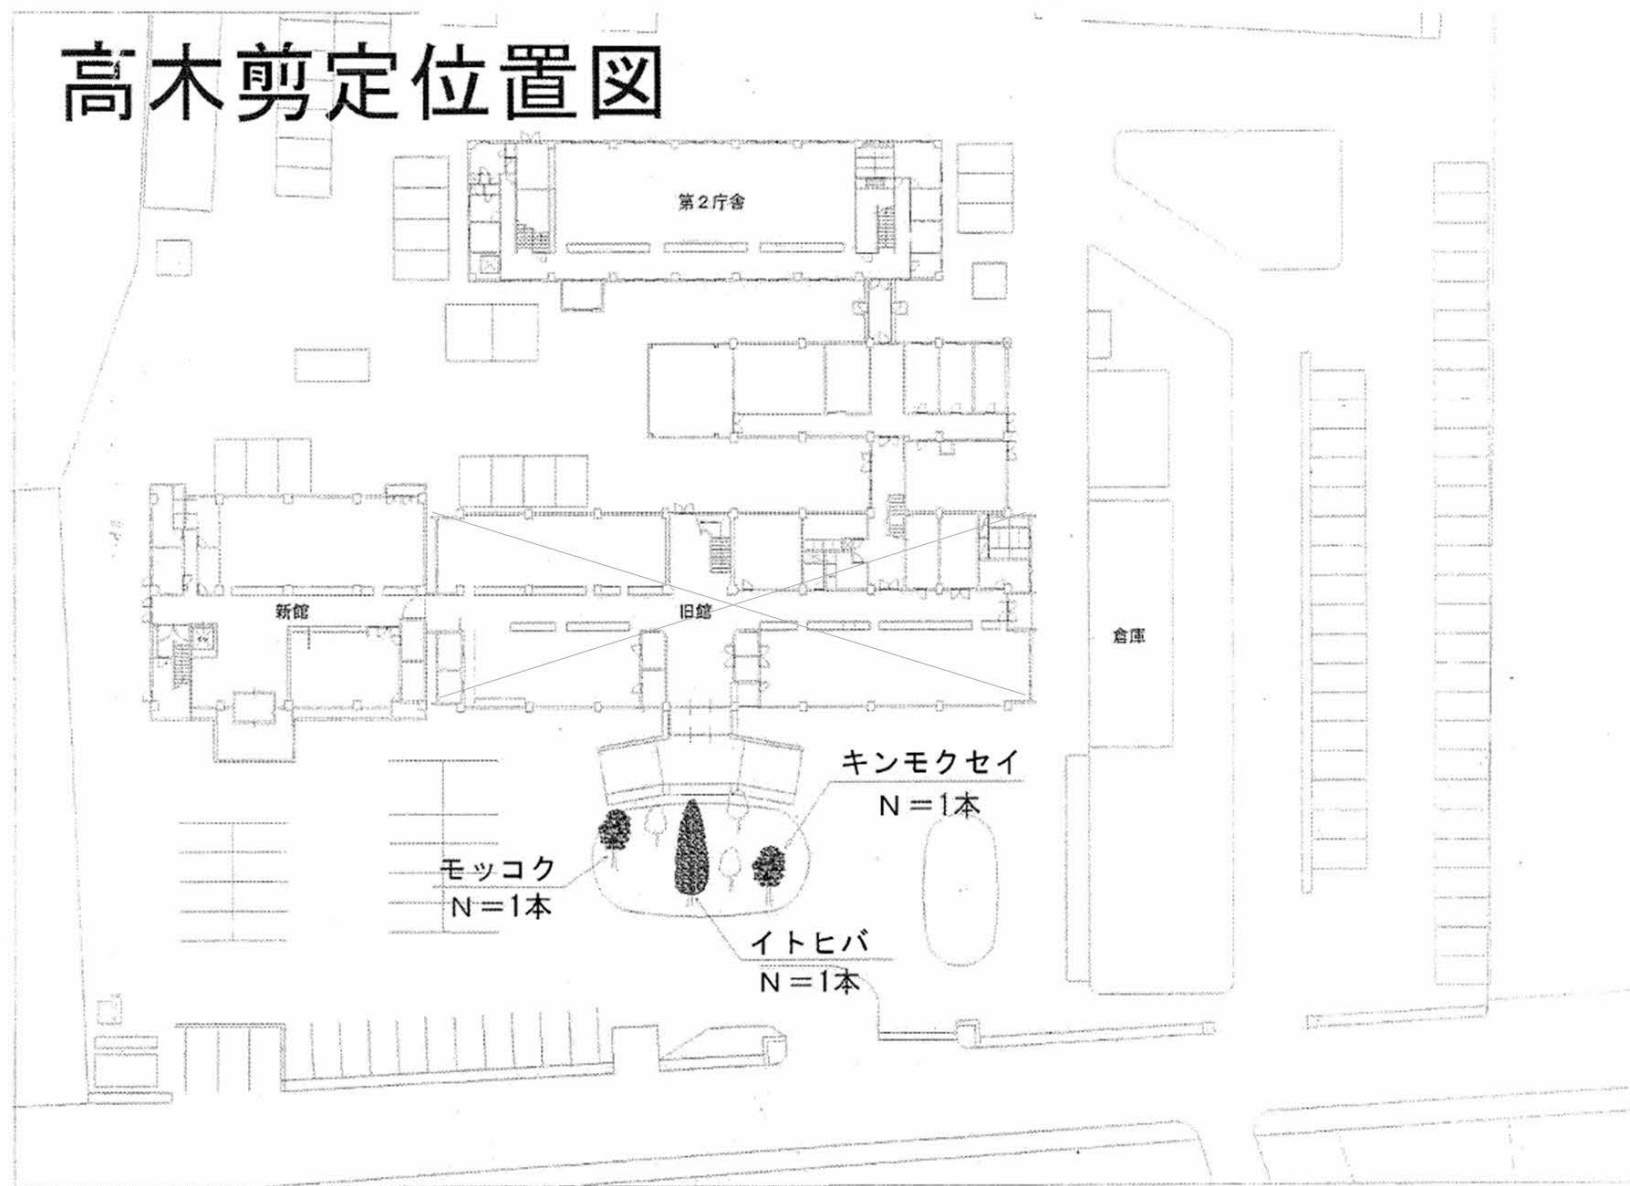 高木剪定位置図
第2庁舎
新館
旧館
倉庫
キンモクセイ
N=1本
モッコク
N=1本
イトヒバ
N=1本